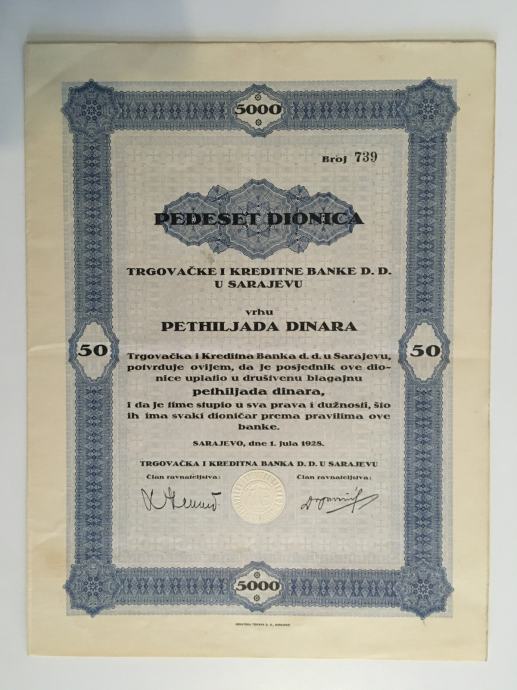 5000
Broj 739
PEDESET DIONICA
TRGOVAČKE I KREDITNE BANKE D. D.
U SARAJEVU
vrhu
PETHILJADA DINARA
50
50
Trgovačka i Kreditna Banka d. d. u Sarajevu,
potvrđuje ovijem, da je posjednik ove dio-
nice uplatio u društvenu blagajnu
pethiljada dinara,
i da je time stupio u sva prava i dužnosti, što
ih ima svaki dioničar prema pravilima ove
banke.
SARAJEVO, dne 1. jula 1928.
TRGOVAČKA I KREDITNA BANKA D. D. U SARAJEVU
Član ravnateljstva:
Član ravnateljstva:
5000